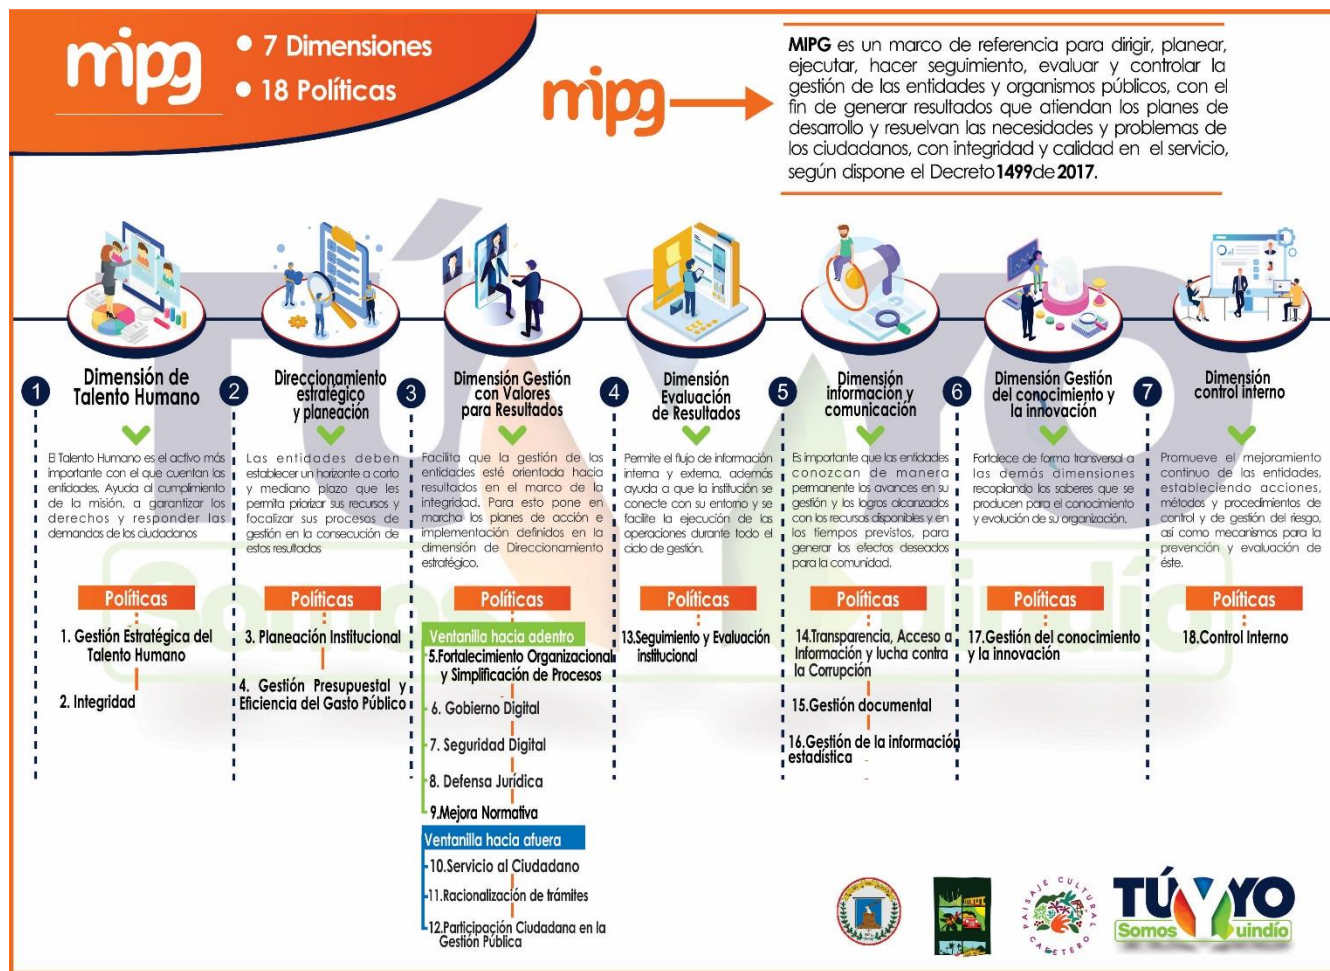 mipg
• 7 Dimensiones
• 18 Políticas
mipg
MIPG es un marco de referencia para dirigir, planear,
ejecutar, hacer seguimiento, evaluar y controlar la
gestión de las entidades y organismos públicos, con el
fin de generar resultados que atiendan los planes de
desarrollo y resuelvan las necesidades y problemas de
los ciudadanos, con integridad y calidad en el servicio,
según dispone el Decreto 1499 de 2017.
1
Dimensión de
Talento Humano
El Talento Humano es el activo más
importante con el que cuentan las
entidades. Ayuda al cumplimiento
de la misión, a garantizar los
derechos y responder las
demandas de los ciudadanos
Políticas
1. Gestión Estratégica del
Talento Humano
2. Integridad
2
Direccionamiento
estratégico
y planeación
Las entidades deben
establecer un horizonte a corto
y mediano plazo que les
permita priorizar sus recursos y
focalizar sus procesos de
gestión en la consecución de
estos resultados
Políticas
3. Planeación Institucional
4. Gestión Presupuestal y
Eficiencia del Gasto Público
3
Dimensión Gestión
con Valores
para Resultados
Facilita que la gestión de las
entidades esté orientada hacia
resultados en el marco de la
integridad. Para esto pone en
marcha los planes de acción e
implementación definidos en la
dimensión de Direccionamiento
estratégico.
Políticas
Ventanilla hacia adentro
5.Fortalecimiento Organizacional
y Simplificación de Procesos
6. Gobierno Digital
7. Seguridad Digital
8. Defensa Jurídica
9.Mejora Normativa
Ventanilla hacia afuera
10.Servicio al Ciudadano
11.Racionalización de trámites
12.Participación Ciudadana en la
Gestión Pública
4
Dimensión
Evaluación
de Resultados
Permite el flujo de información
interna y externa, además
ayuda a que la institución se
conecte con su entorno y se
facilite la ejecución de las
operaciones durante todo el
ciclo de gestión.
Políticas
13.Seguimiento y Evaluación
institucional
5
Dimensión
información y
comunicación
Es importante que las entidades
conozcan de manera
permanente los avances en su
gestión y los logros alcanzados
con los recursos disponibles y en
los tiempos previstos, para
generar los efectos deseados
para la comunidad.
Políticas
14.Transparencia, Acceso a
Información y lucha contra
la Corrupción
15.Gestión documental
16.Gestión de la información
estadística
6
Dimensión Gestión
del conocimiento y
la innovación
Fortalece de forma transversal a
las demás dimensiones
recopilando los saberes que se
producen para el conocimiento
y evolución de su organización.
Políticas
17.Gestión del conocimiento
y la innovación
7
Dimensión
control interno
Promueve el mejoramiento
continuo de las entidades,
estableciendo acciones,
métodos y procedimientos de
control y de gestión del riesgo,
así como mecanismos para la
prevención y evaluación de
éste.
Políticas
18.Control Interno
PAISAJE CULTURAL
CAFETERO
TÚ Y YO
Somos Quindío